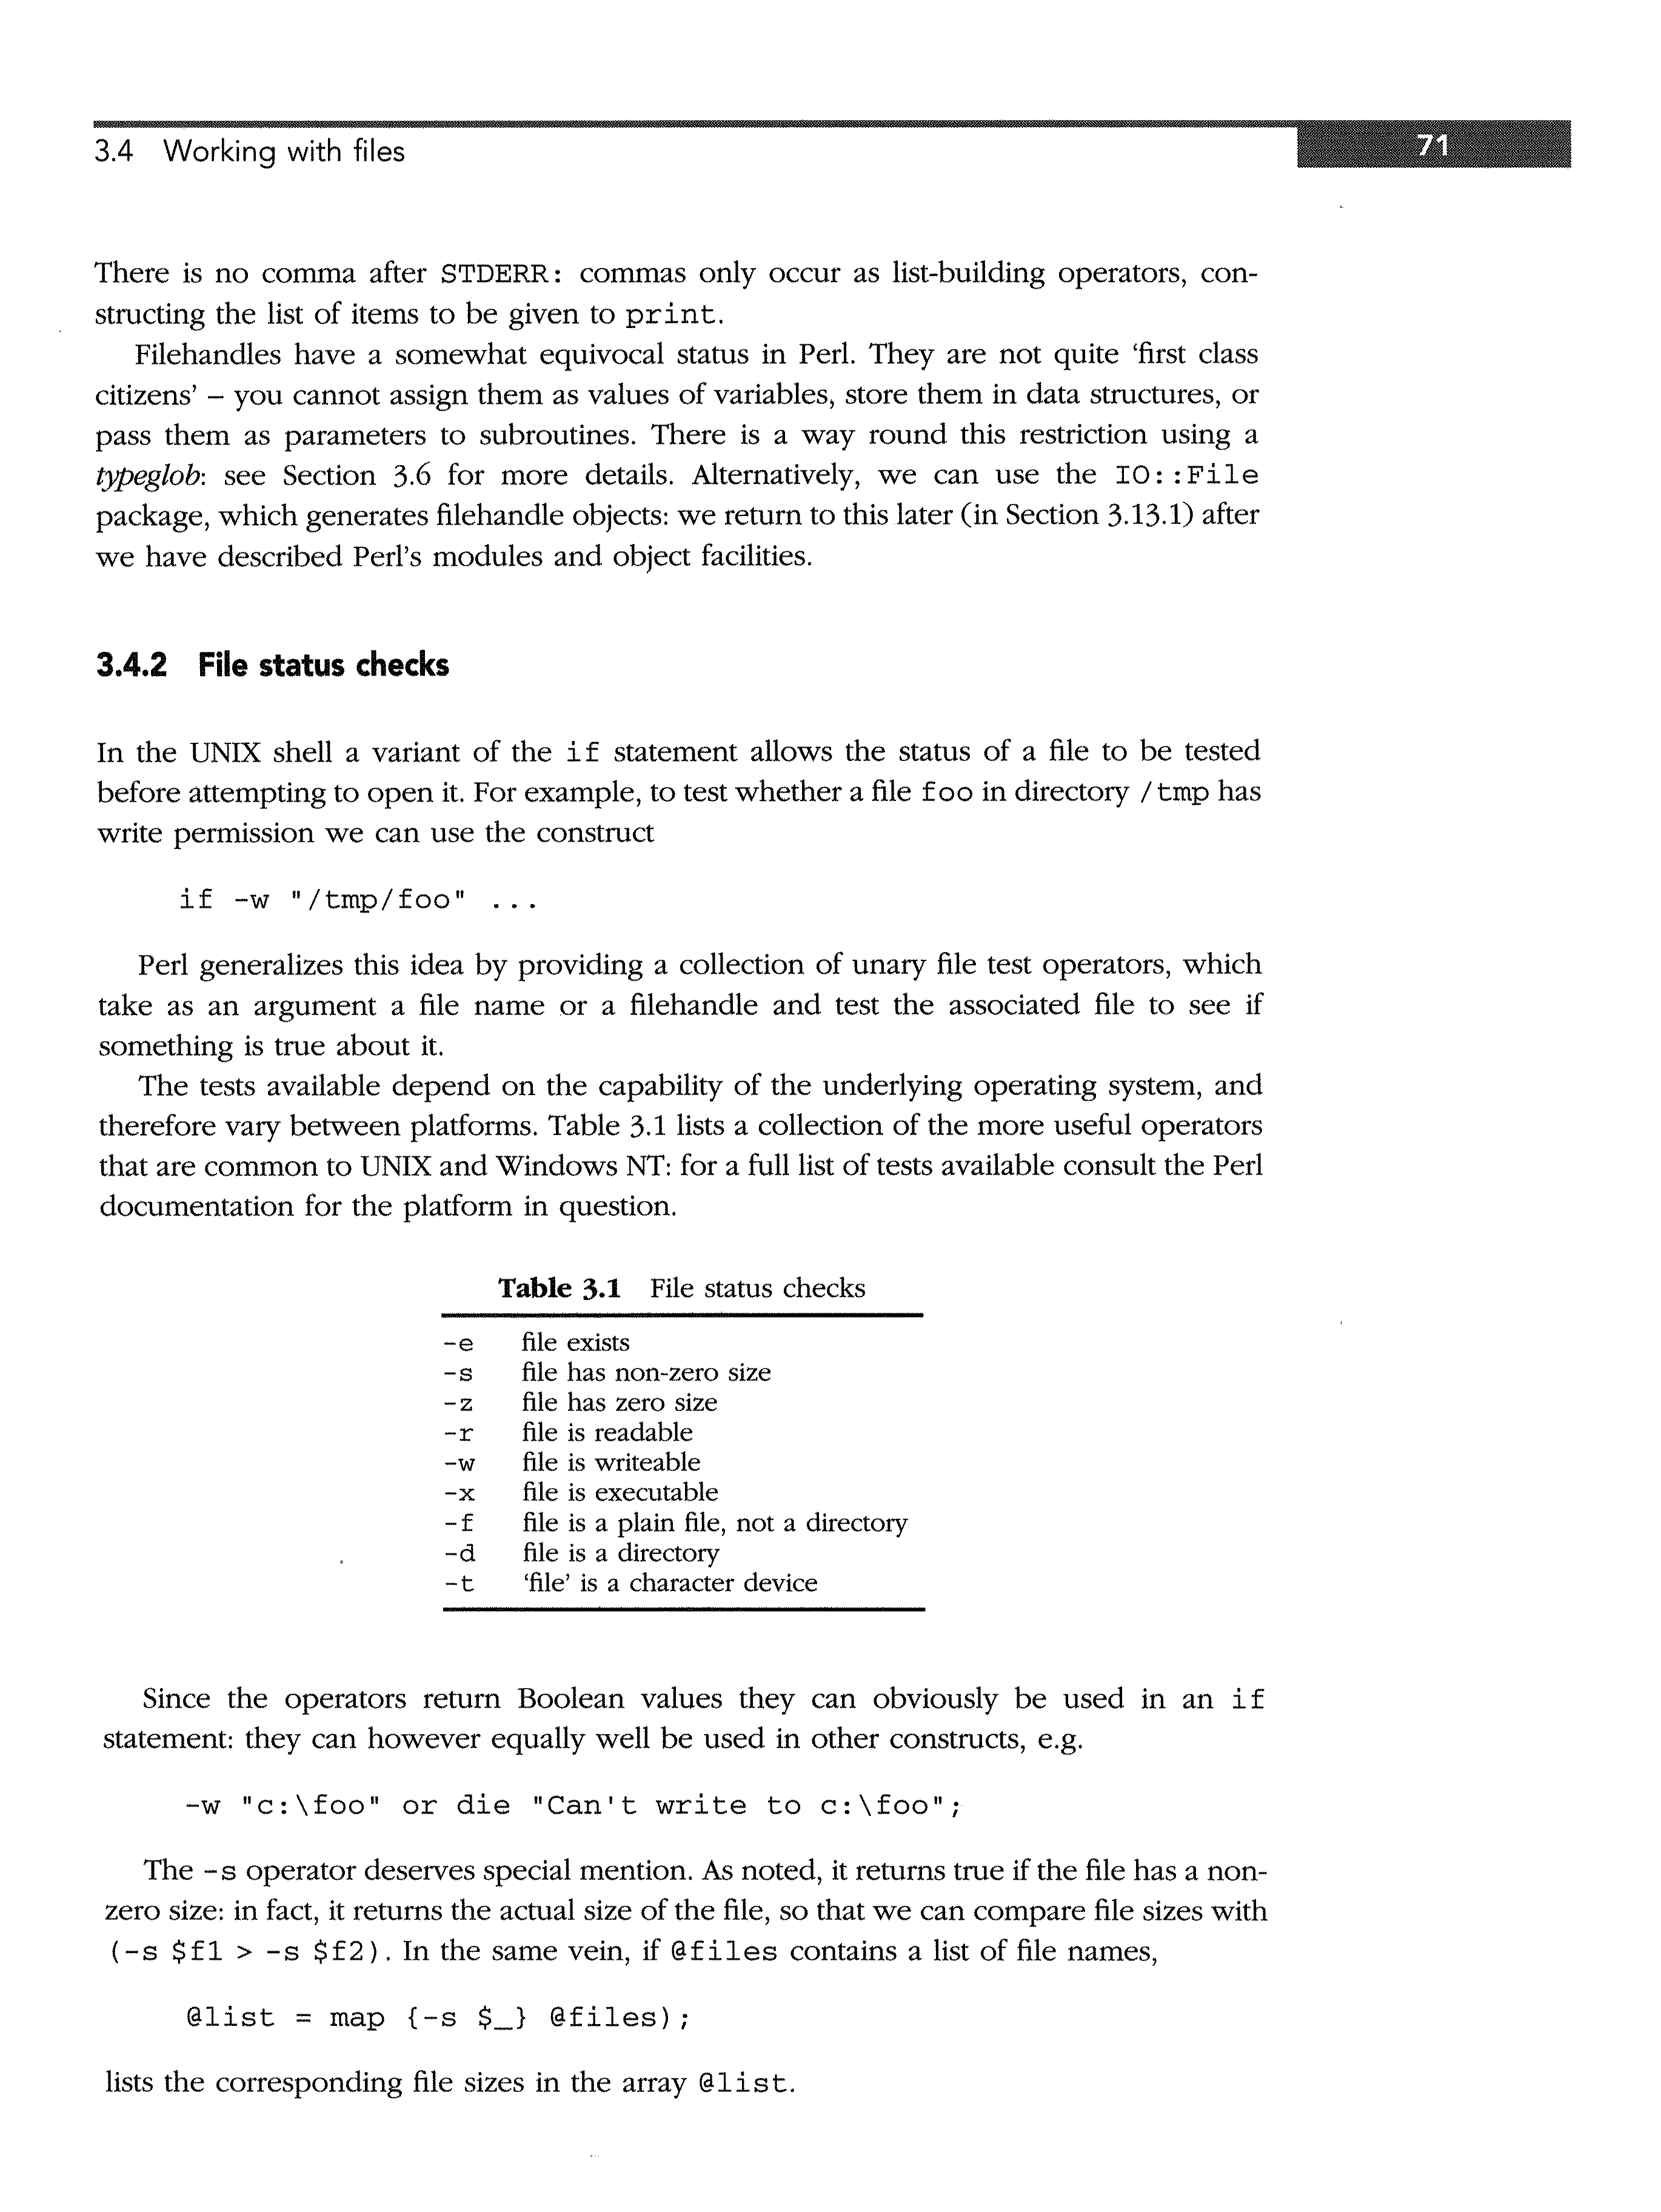 3.4 Working with files
71
There is no comma after STDERR: commas only occur as list-building operators, con-
structing the list of items to be given to print.
Filehandles have a somewhat equivocal status in Perl. They are not quite ‘first class
citizens’ – you cannot assign them as values of variables, store them in data structures, or
pass them as parameters to subroutines. There is a way round this restriction using a
typeglob: see Section 3.6 for more details. Alternatively, we can use the IO::File
package, which generates filehandle objects: we return to this later (in Section 3.13.1) after
we have described Perl’s modules and object facilities.
3.4.2 File status checks
In the UNIX shell a variant of the if statement allows the status of a file to be tested
before attempting to open it. For example, to test whether a file foo in directory /tmp has
write permission we can use the construct
if -w "/tmp/foo" ...
Perl generalizes this idea by providing a collection of unary file test operators, which
take as an argument a file name or a filehandle and test the associated file to see if
something is true about it.
The tests available depend on the capability of the underlying operating system, and
therefore vary between platforms. Table 3.1 lists a collection of the more useful operators
that are common to UNIX and Windows NT: for a full list of tests available consult the Perl
documentation for the platform in question.
Table 3.1 File status checks
-e file exists
-s file has non-zero size
-z file has zero size
-r file is readable
-w file is writeable
-x file is executable
-f file is a plain file, not a directory
-d file is a directory
-t ‘file’ is a character device
Since the operators return Boolean values they can obviously be used in an if
statement: they can however equally well be used in other constructs, e.g.
-w "c:\foo" or die "Can't write to c:\foo";
The -s operator deserves special mention. As noted, it returns true if the file has a non-
zero size: in fact, it returns the actual size of the file, so that we can compare file sizes with
(-s $f1 > -s $f2). In the same vein, if @files contains a list of file names,
@list = map {-s $_} @files);
lists the corresponding file sizes in the array @list.